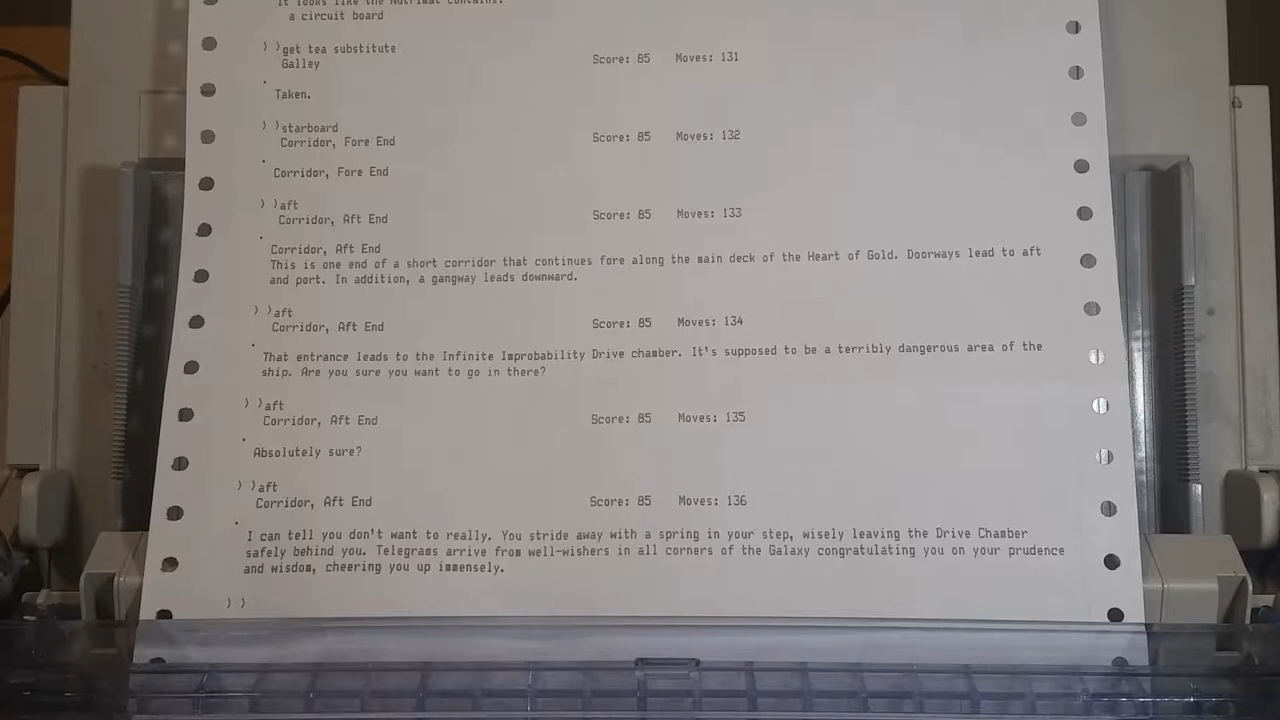 It looks like the Nutrimat contains:
a circuit board
) )get tea substitute
Galley Score: 85 Moves: 131
.
Taken.
) )starboard
Corridor, Fore End Score: 85 Moves: 132
.
Corridor, Fore End
) )aft
Corridor, Aft End Score: 85 Moves: 133
.
Corridor, Aft End
This is one end of a short corridor that continues fore along the main deck of the Heart of Gold. Doorways lead to aft
and port. In addition, a gangway leads downward.
) )aft
Corridor, Aft End Score: 85 Moves: 134
.
That entrance leads to the Infinite Improbability Drive chamber. It's supposed to be a terribly dangerous area of the
ship. Are you sure you want to go in there?
) )aft
Corridor, Aft End Score: 85 Moves: 135
.
Absolutely sure?
) )aft
Corridor, Aft End Score: 85 Moves: 136
.
I can tell you don't want to really. You stride away with a spring in your step, wisely leaving the Drive Chamber
safely behind you. Telegrams arrive from well-wishers in all corners of the Galaxy congratulating you on your prudence
and wisdom, cheering you up immensely.
) )